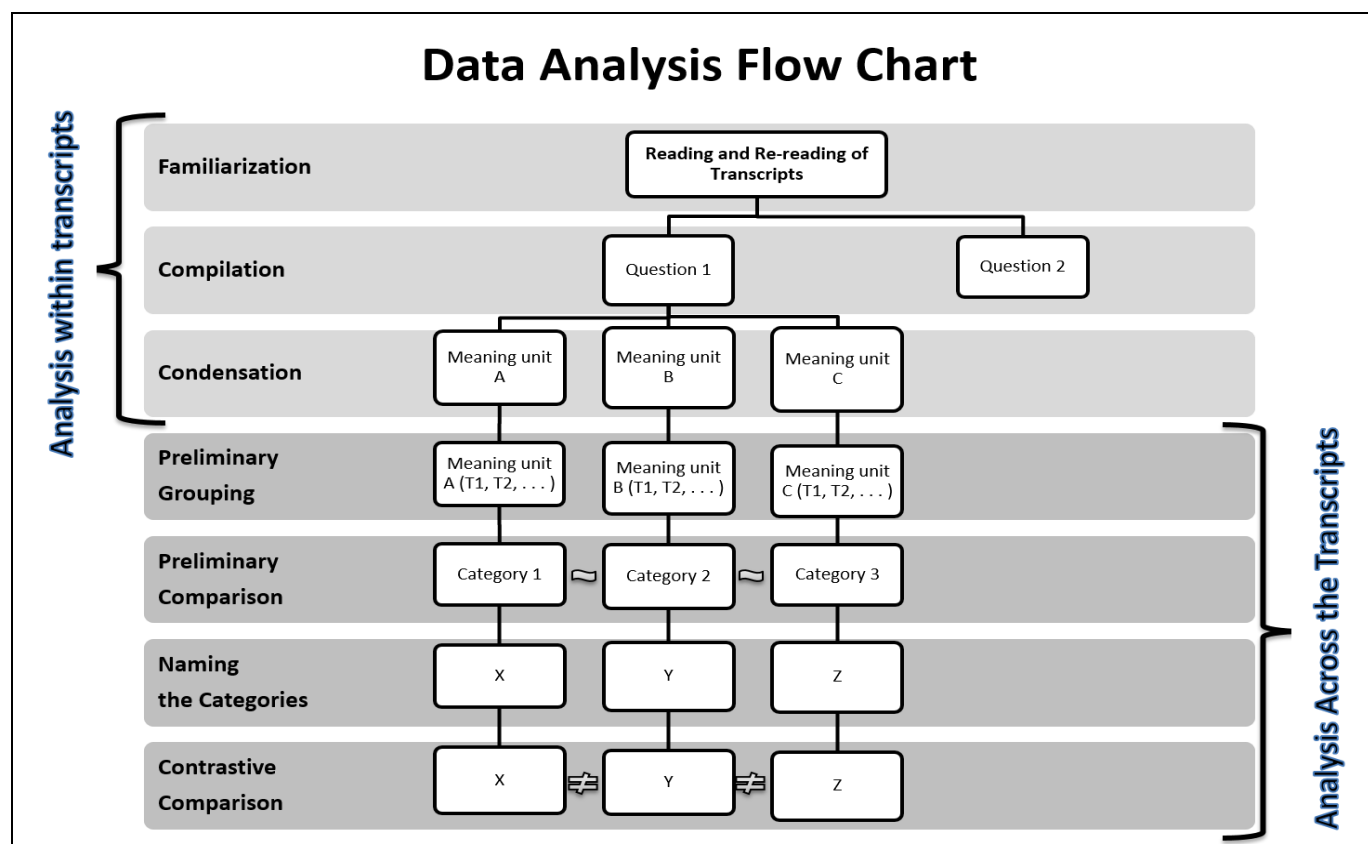 Data Analysis Flow Chart
Analysis within transcripts
Familiarization
Reading and Re-reading of
Transcripts
Compilation
Question 1
Question 2
Condensation
Meaning unit
A
Meaning unit
B
Meaning unit
C
Preliminary
Grouping
Meaning unit
A (T1, T2, . . . )
Meaning unit
B (T1, T2, . . . )
Meaning unit
C (T1, T2, . . . )
Preliminary
Comparison
Category 1
~
Category 2
~
Category 3
Naming
the Categories
X
Y
Z
Contrastive
Comparison
X
≠
Y
≠
Z
Analysis Across the Transcripts